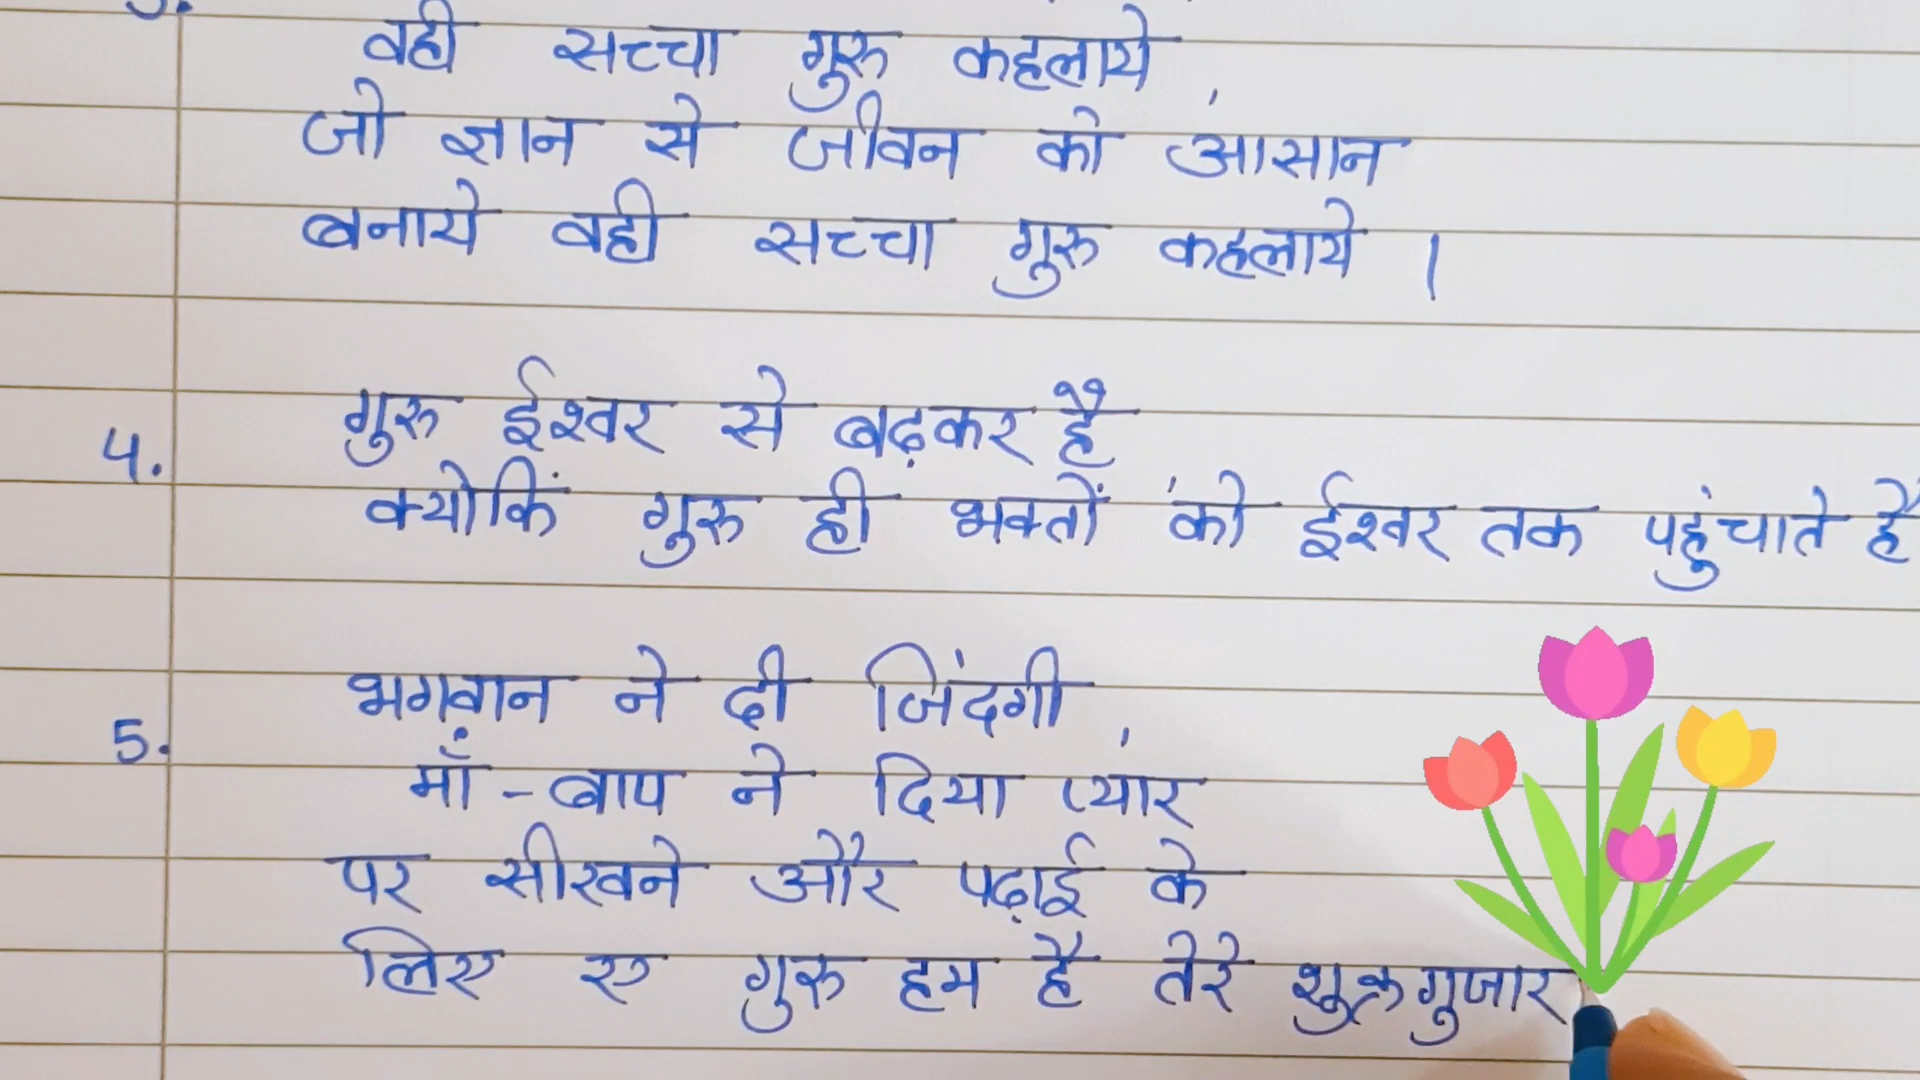 वही सच्चा गुरु कहलाये,
जो ज्ञान से जीवन को आसान
बनाये वही सच्चा गुरु कहलाये ।
4. गुरु ईश्वर से बढ़कर है
क्योकिं गुरु ही भक्तों को ईश्वर तक पहुंचाते है
5. भगवान ने दी जिंदगी,
माँ - बाप ने दिया प्यार
पर सीखने और पढ़ाई के
लिए ए गुरु हम है तेरे शुक्रगुजार